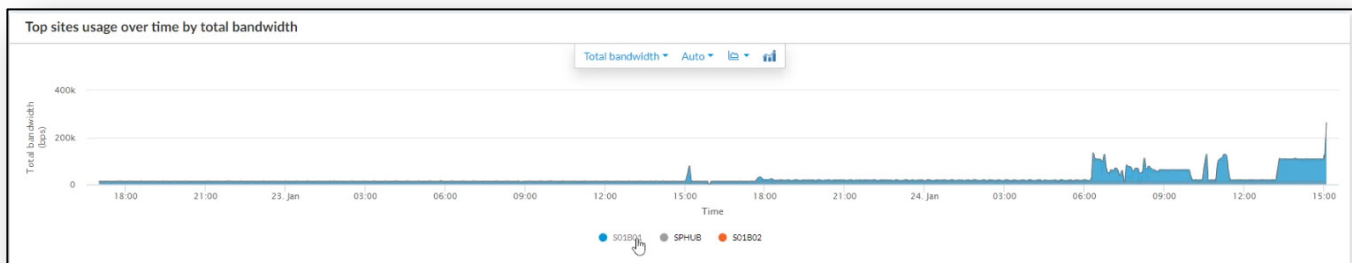 Top sites usage over time by total bandwidth
Total bandwidth Auto
400k
200k
0
Total bandwidth
(bps)
18:00 21:00 23. Jan 03:00 06:00 09:00 12:00 15:00 18:00 21:00 24. Jan 03:00 06:00 09:00 12:00 15:00
Time
S01B01 SPHUB S01B02